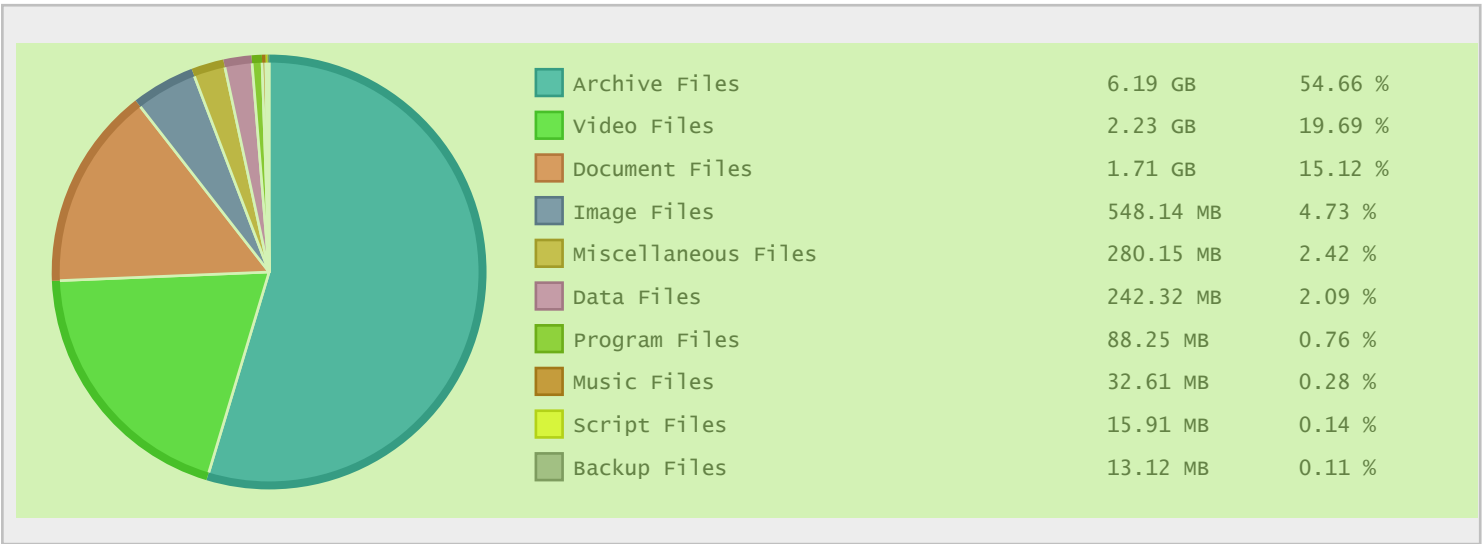 Archive Files 6.19 GB 54.66 %
Video Files 2.23 GB 19.69 %
Document Files 1.71 GB 15.12 %
Image Files 548.14 MB 4.73 %
Miscellaneous Files 280.15 MB 2.42 %
Data Files 242.32 MB 2.09 %
Program Files 88.25 MB 0.76 %
Music Files 32.61 MB 0.28 %
Script Files 15.91 MB 0.14 %
Backup Files 13.12 MB 0.11 %